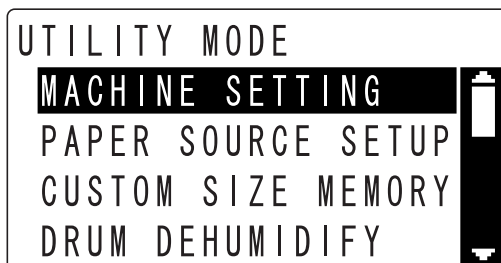 UTILITY MODE
MACHINE SETTING
PAPER SOURCE SETUP
CUSTOM SIZE MEMORY
DRUM DEHUMIDIFY